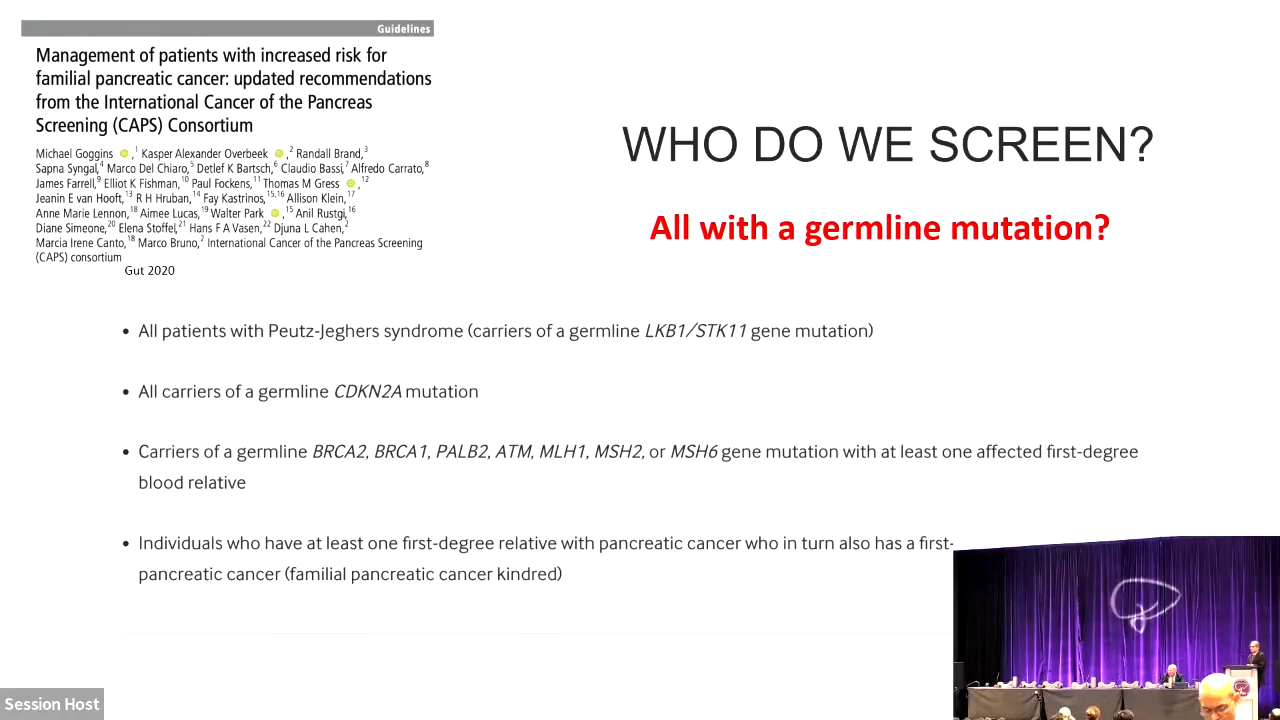 Guidelines
Management of patients with increased risk for
familial pancreatic cancer: updated recommendations
from the International Cancer of the Pancreas
Screening (CAPS) Consortium
Michael Goggins ,1 Kasper Alexander Overbeek ,2 Randall Brand,3
Sapna Syngal,4 Marco Del Chiaro,5 Detlef K Bartsch,6 Claudio Bassi,7 Alfredo Carrato,8
James Farrell,9 Elliot K Fishman,10 Paul Fockens,11 Thomas M Gress ,12
Jeanin E van Hooft,13 R H Hruban,14 Fay Kastrinos,15,16 Allison Klein,17
Anne Marie Lennon,18 Aimee Lucas,19 Walter Park ,15 Anil Rustgi,16
Diane Simeone,20 Elena Stoffel,21 Hans F A Vasen,22 Djuna L Cahen,2
Marcia Irene Canto,18 Marco Bruno,2 International Cancer of the Pancreas Screening
(CAPS) consortium
Gut 2020
WHO DO WE SCREEN?
All with a germline mutation?
• All patients with Peutz-Jeghers syndrome (carriers of a germline LKB1/STK11 gene mutation)
• All carriers of a germline CDKN2A mutation
• Carriers of a germline BRCA2, BRCA1, PALB2, ATM, MLH1, MSH2, or MSH6 gene mutation with at least one affected first-degree
blood relative
• Individuals who have at least one first-degree relative with pancreatic cancer who in turn also has a first-
pancreatic cancer (familial pancreatic cancer kindred)
Session Host